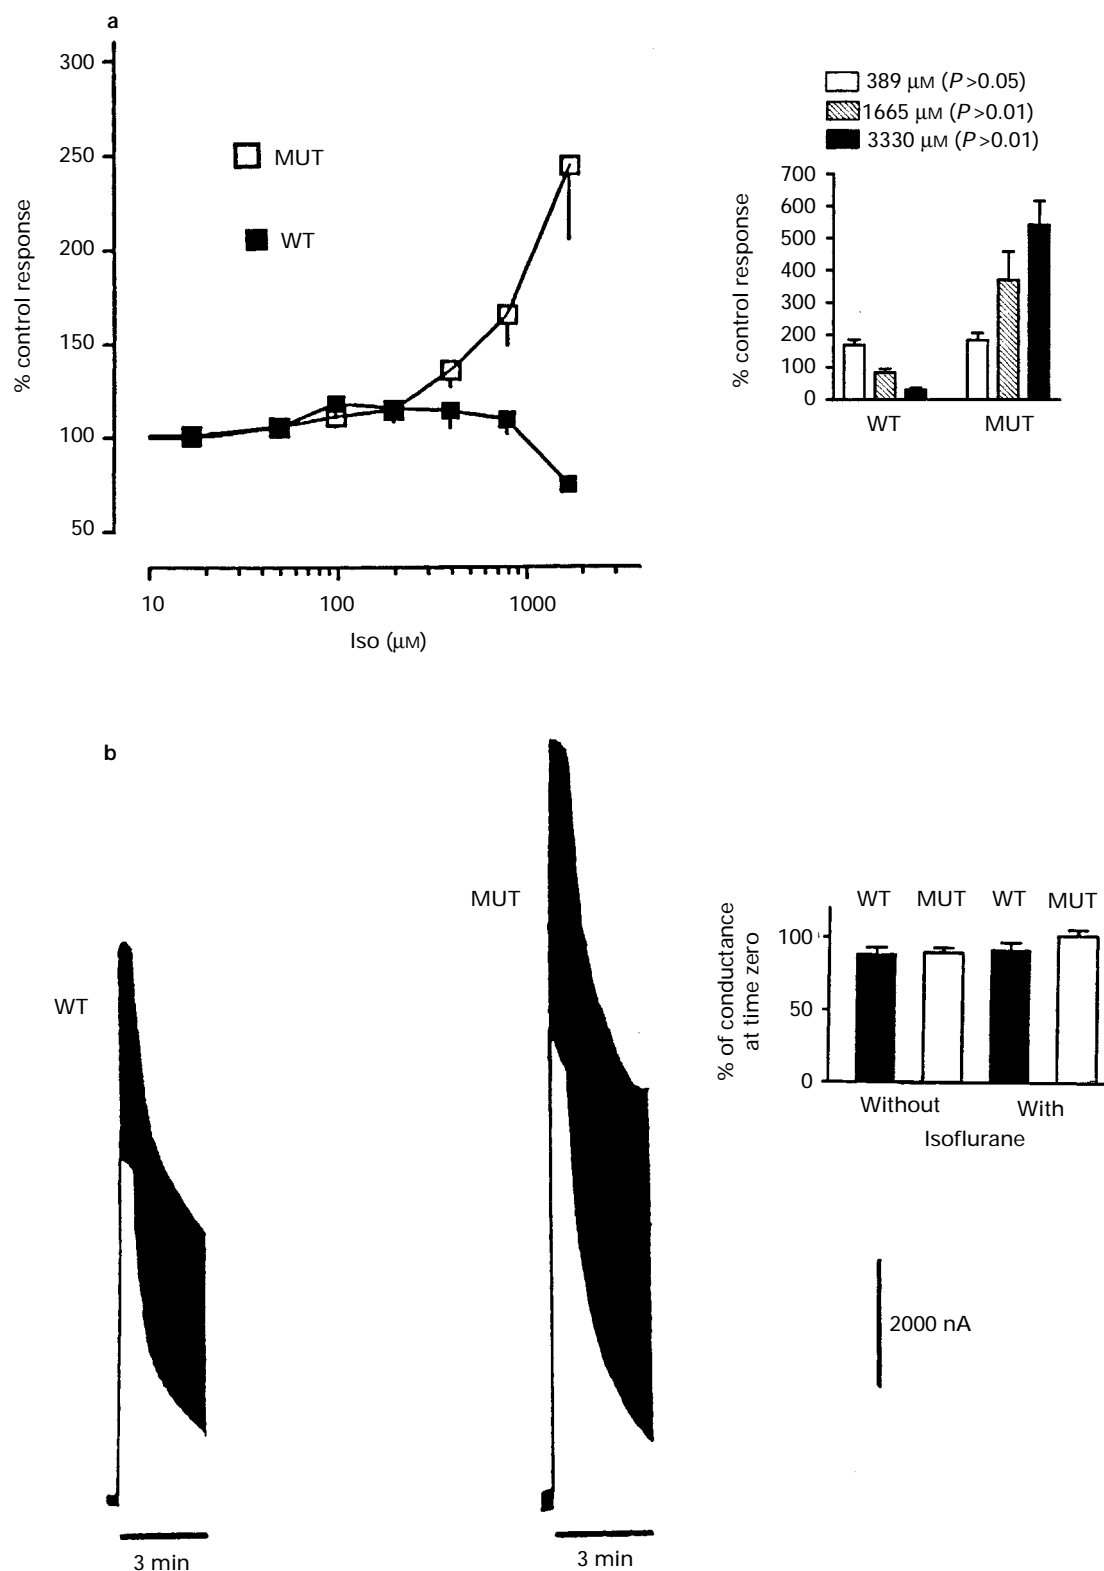 a
300
250
200
150
100
50
% control response
MUT
WT
10
100
1000
Iso (μM)
389 μM (P>0.05)
1665 μM (P>0.01)
3330 μM (P>0.01)
700
600
500
400
300
200
100
0
% control response
WT
MUT
b
WT
3 min
MUT
3 min
% of conductance
at time zero
100
50
0
WT
MUT
WT
MUT
Without
With
Isoflurane
2000 nA